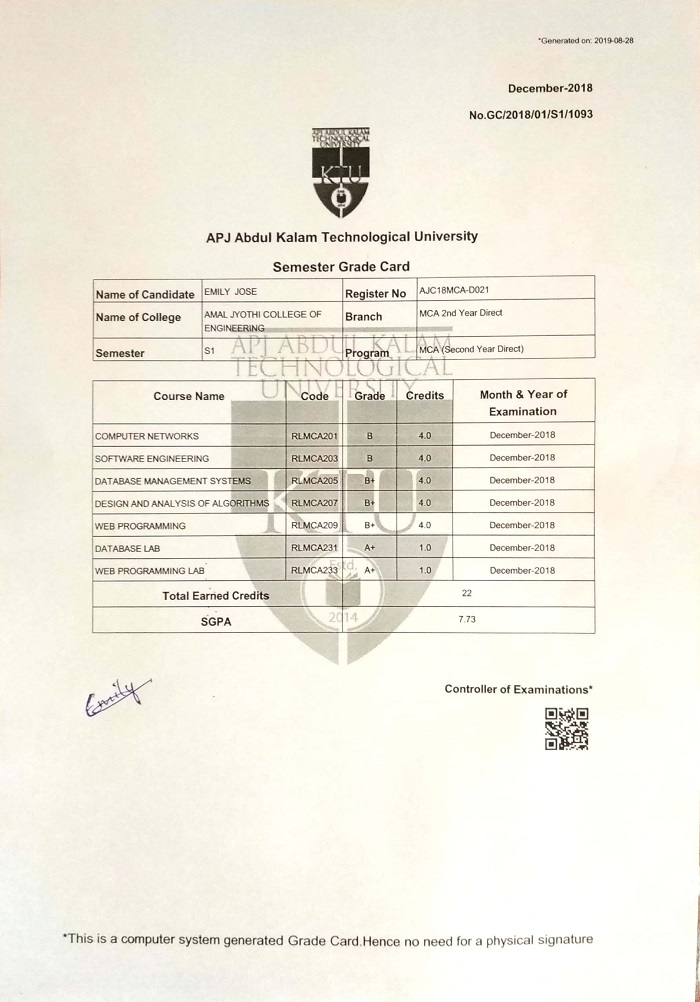 *Generated on: 2019-08-28
December-2018
No.GC/2018/01/S1/1093
APJ ABDUL KALAM
TECHNOLOGICAL
UNIVERSITY
KTU
APJ Abdul Kalam Technological University
Semester Grade Card
Name of Candidate EMILY JOSE Register No AJC18MCA-D021
Name of College AMAL JYOTHI COLLEGE OF Branch MCA 2nd Year Direct
ENGINEERING
Semester S1 Program MCA (Second Year Direct)
APJ ABDUL KALAM
TECHNOLOGICAL
UNIVERSITY
Course Name Code Grade Credits Month & Year of
Examination
COMPUTER NETWORKS RLMCA201 B 4.0 December-2018
SOFTWARE ENGINEERING RLMCA203 B 4.0 December-2018
DATABASE MANAGEMENT SYSTEMS RLMCA205 B+ 4.0 December-2018
DESIGN AND ANALYSIS OF ALGORITHMS RLMCA207 B+ 4.0 December-2018
KTU
WEB PROGRAMMING RLMCA209 B+ 4.0 December-2018
DATABASE LAB RLMCA231 A+ 1.0 December-2018
WEB PROGRAMMING LAB RLMCA233 A+ 1.0 December-2018
Estd.
Total Earned Credits 22
2014
SGPA 7.73
Emily
Controller of Examinations*
*This is a computer system generated Grade Card.Hence no need for a physical signature